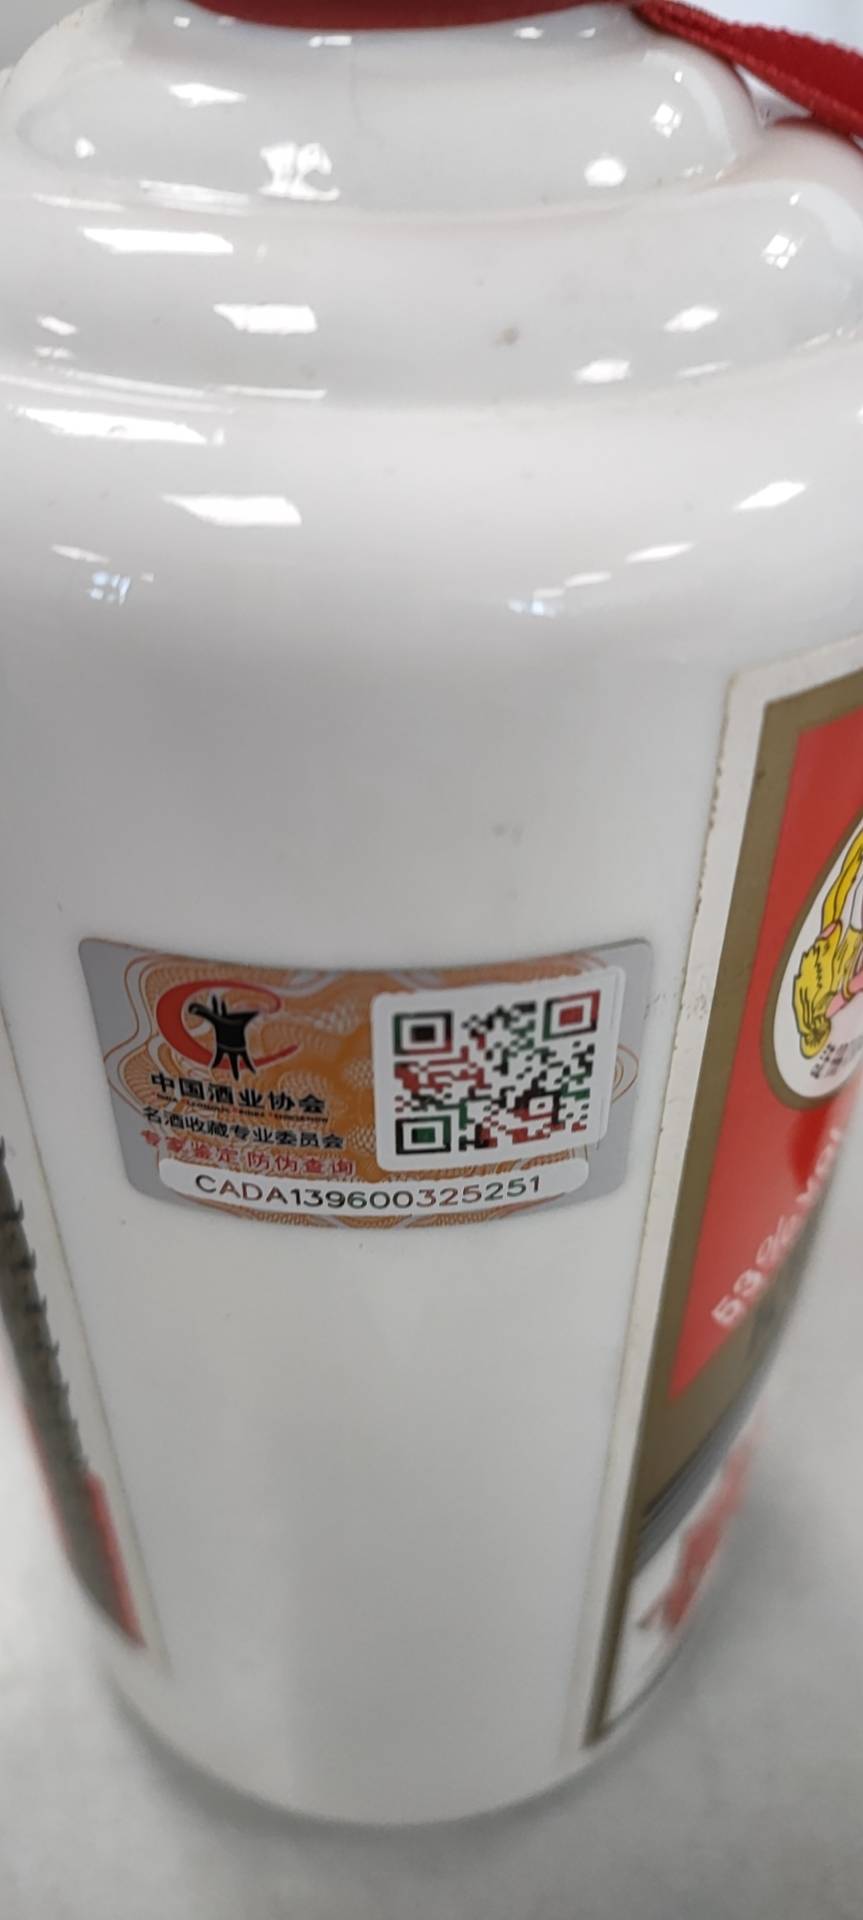 中国酒业协会
名酒收藏专业委员会
专家鉴定 防伪查询
CADA139600325251
53%